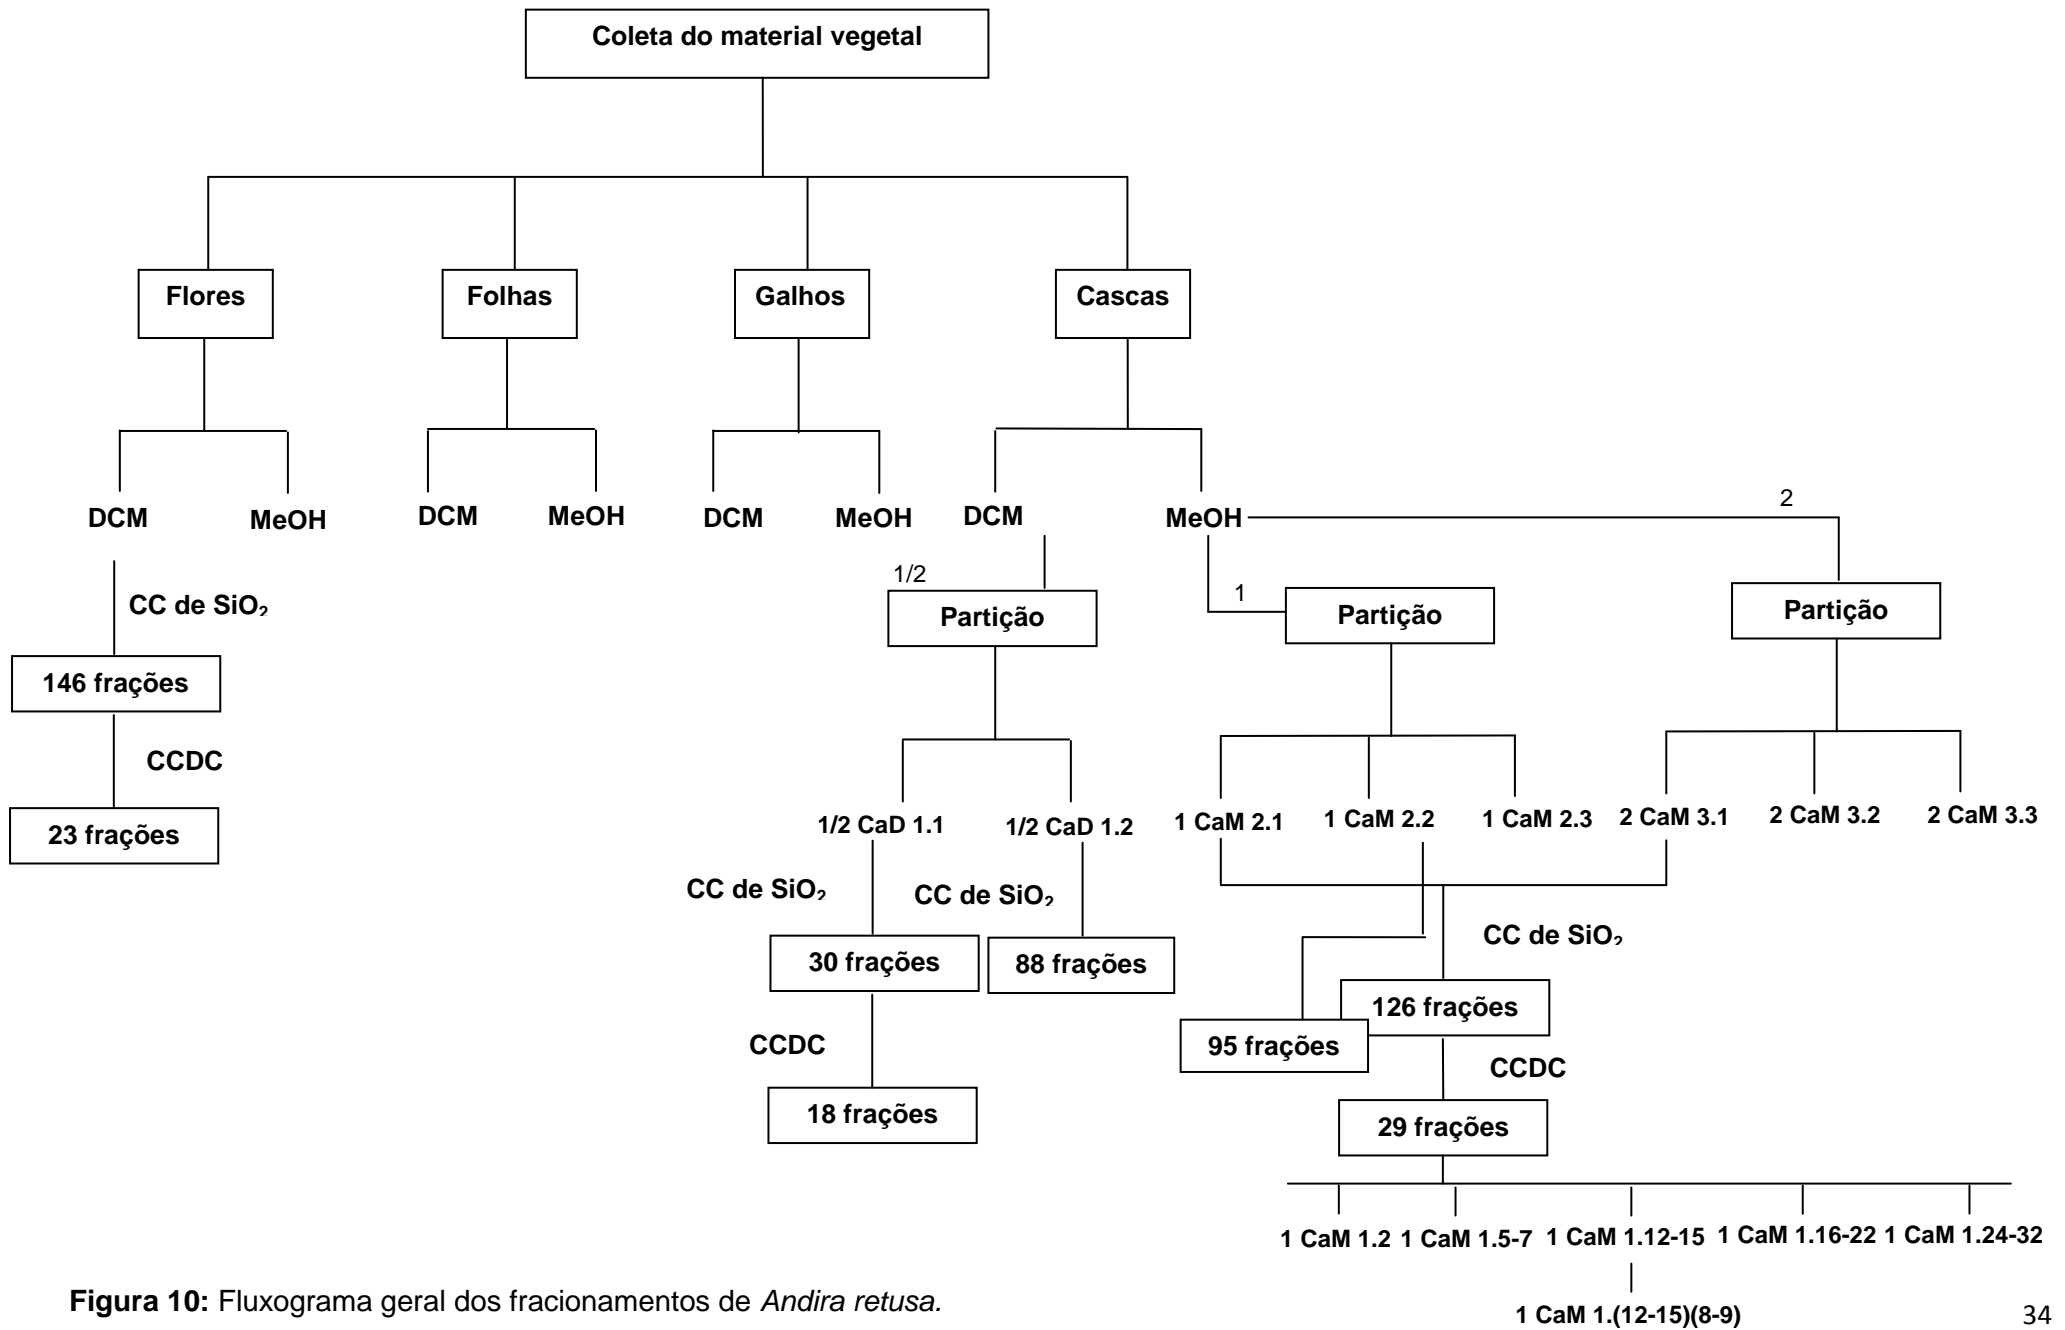 Coleta do material vegetal
Flores
Folhas
Galhos
Cascas
DCM
MeOH
DCM
MeOH
DCM
MeOH
DCM
MeOH
2
CC de SiO₂
1/2
1
Partição
Partição
Partição
146 frações
CCDC
23 frações
1/2 CaD 1.1
1/2 CaD 1.2
1 CaM 2.1
1 CaM 2.2
1 CaM 2.3
2 CaM 3.1
2 CaM 3.2
2 CaM 3.3
CC de SiO₂
CC de SiO₂
CC de SiO₂
30 frações
88 frações
126 frações
95 frações
CCDC
CCDC
18 frações
29 frações
1 CaM 1.2
1 CaM 1.5-7
1 CaM 1.12-15
1 CaM 1.16-22
1 CaM 1.24-32
1 CaM 1.(12-15)(8-9)
Figura 10: Fluxograma geral dos fracionamentos de Andira retusa.
34